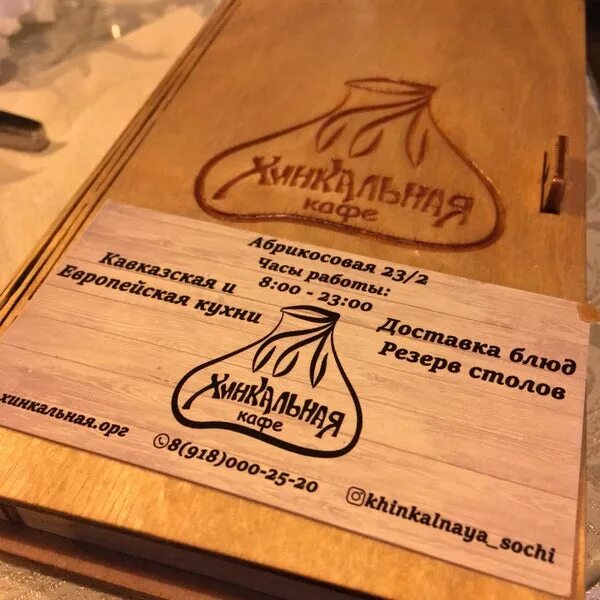 Хинкальная
кафе
Абрикосовая 23/2
Часы работы:
8:00 - 23:00
Кавказская и
Европейская кухни
Доставка блюд
Резерв столов
Хинкальная
кафе
хинкальная.орг
8(918)000-25-20
khinkalnaya_sochi